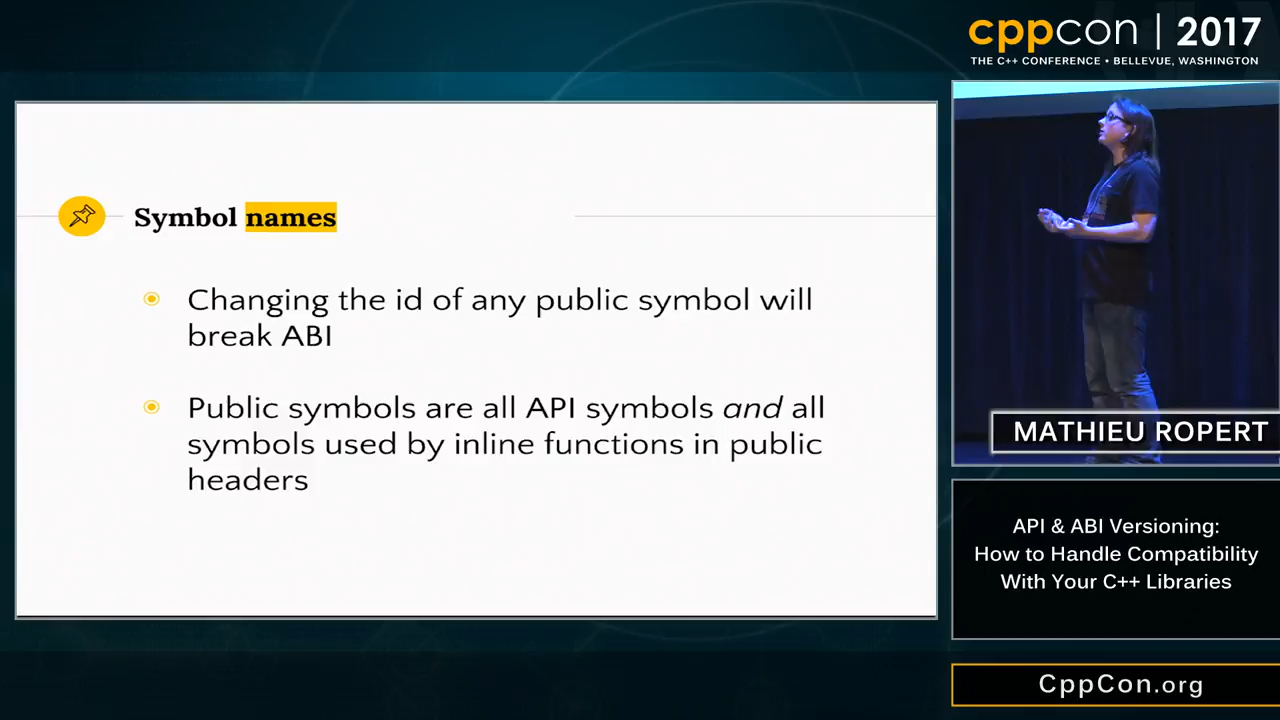 cppcon | 2017
THE C++ CONFERENCE • BELLEVUE, WASHINGTON
Symbol names
Changing the id of any public symbol will
break ABI
Public symbols are all API symbols and all
symbols used by inline functions in public
headers
MATHIEU ROPERT
API & ABI Versioning:
How to Handle Compatibility
With Your C++ Libraries
CppCon.org